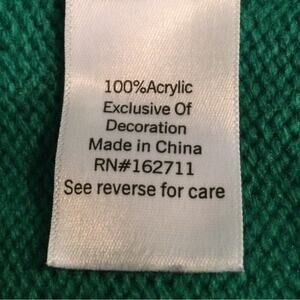 100%Acrylic
Exclusive Of
Decoration
Made in China
RN#162711
See reverse for care